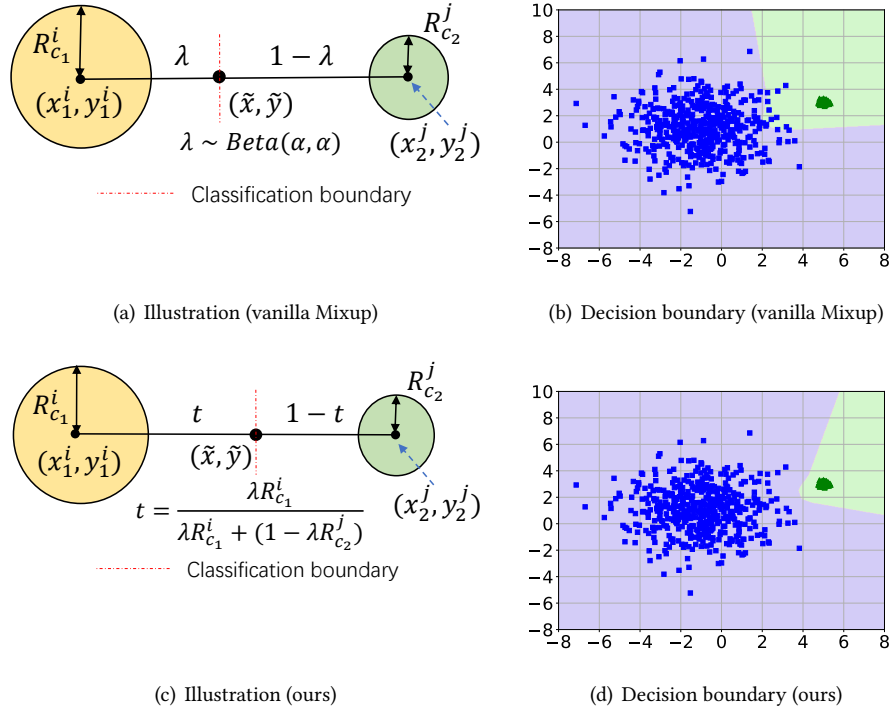 R_{c_1}^i
λ
1 − λ
R_{c_2}^j
(x_1^i, y_1^i)
(x̃, ỹ)
(x_2^j, y_2^j)
λ ~ Beta(α, α)
Classification boundary
(a) Illustration (vanilla Mixup)
10
8
6
4
2
0
−2
−4
−6
−8
−8 −6 −4 −2 0 2 4 6 8
(b) Decision boundary (vanilla Mixup)
R_{c_1}^i
t
1 − t
R_{c_2}^j
(x_1^i, y_1^i)
(x̃, ỹ)
(x_2^j, y_2^j)
t = \frac{λR_{c_1}^i}{λR_{c_1}^i + (1 − λR_{c_2}^j)}
Classification boundary
(c) Illustration (ours)
10
8
6
4
2
0
−2
−4
−6
−8
−8 −6 −4 −2 0 2 4 6 8
(d) Decision boundary (ours)